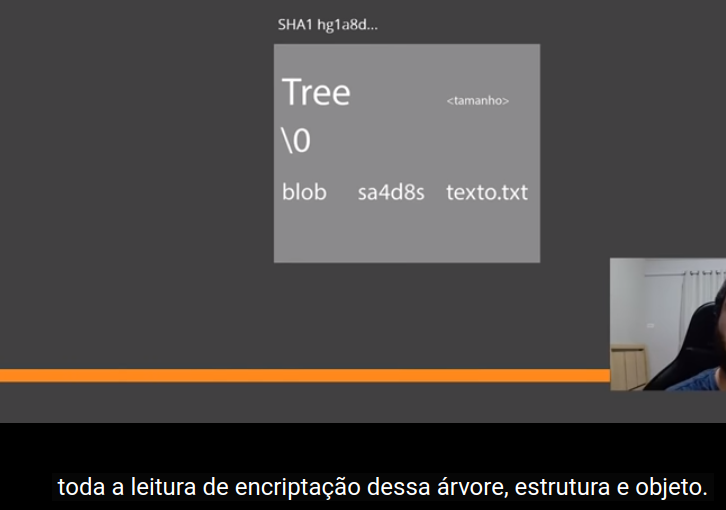 SHA1 hg1a8d...
Tree <tamanho>
\0
blob sa4d8s texto.txt
toda a leitura de encriptação dessa árvore, estrutura e objeto.